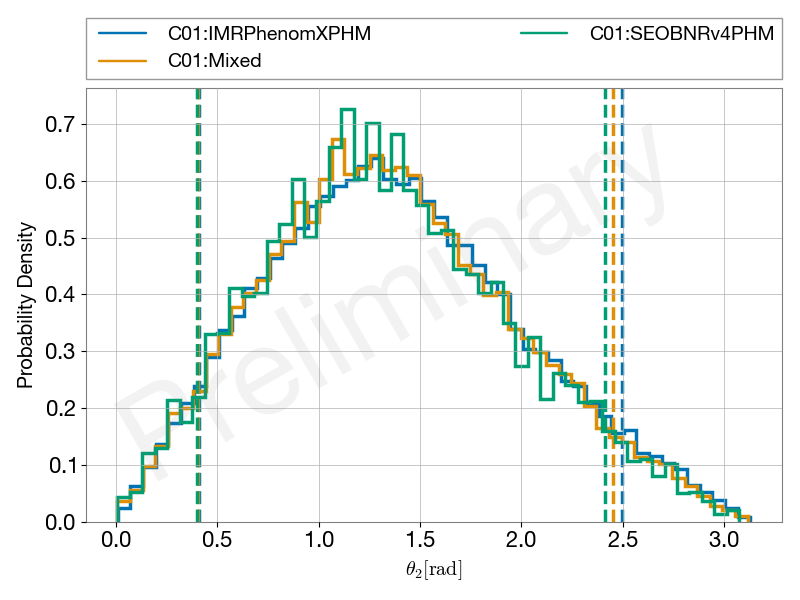 C01:IMRPhenomXPHM
C01:Mixed
C01:SEOBNRv4PHM
Preliminary
Probability Density
0.7
0.6
0.5
0.4
0.3
0.2
0.1
0.0
0.0 0.5 1.0 1.5 2.0 2.5 3.0
θ₂[rad]